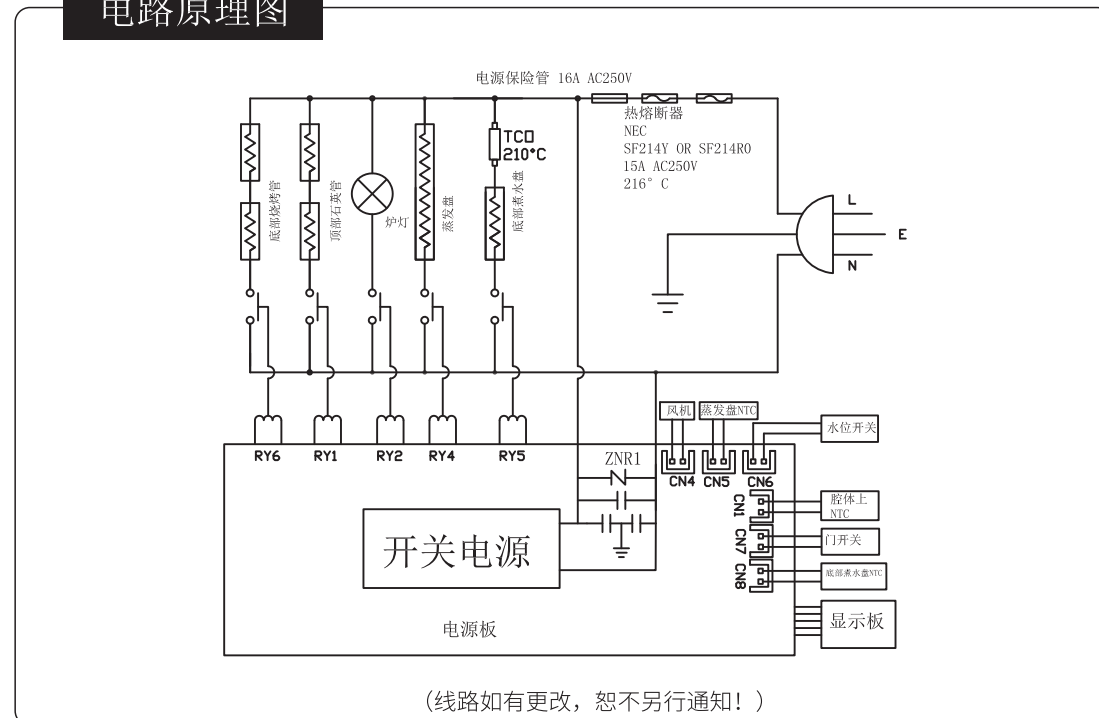 电路原理图
电源保险管 16A AC250V
热熔断器
NEC
SF214Y OR SF214R0
15A AC250V
216°C
TCO
210°C
底部烧烤管
顶部石英管
炉灯
蒸发盘
底部煮水盘
L
E
N
风机
蒸发盘NTC
水位开关
RY6
RY1
RY2
RY4
RY5
ZNR1
CN4
CN5
CN6
CN1
腔体上
NTC
CN7
门开关
CN8
底部煮水盘NTC
开关电源
显示板
电源板
（线路如有更改，恕不另行通知！）